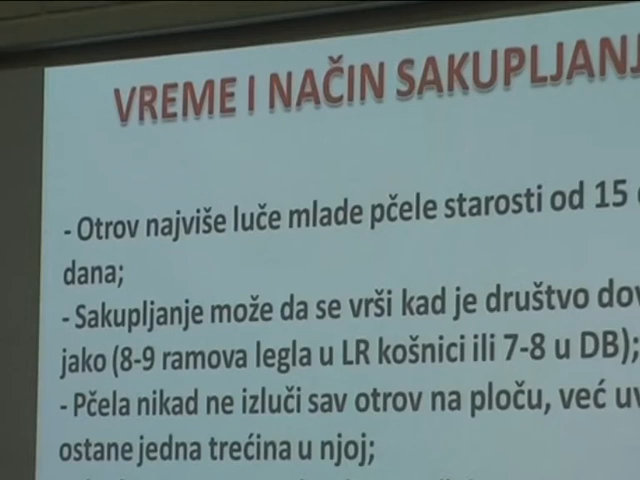 VREME I NAČIN SAKUPLJANJ
- Otrov najviše luče mlade pčele starosti od 15
dana;
- Sakupljanje može da se vrši kad je društvo dov
jako (8-9 ramova legla u LR košnici ili 7-8 u DB);
- Pčela nikad ne izluči sav otrov na ploču, već uv
ostane jedna trećina u njoj;